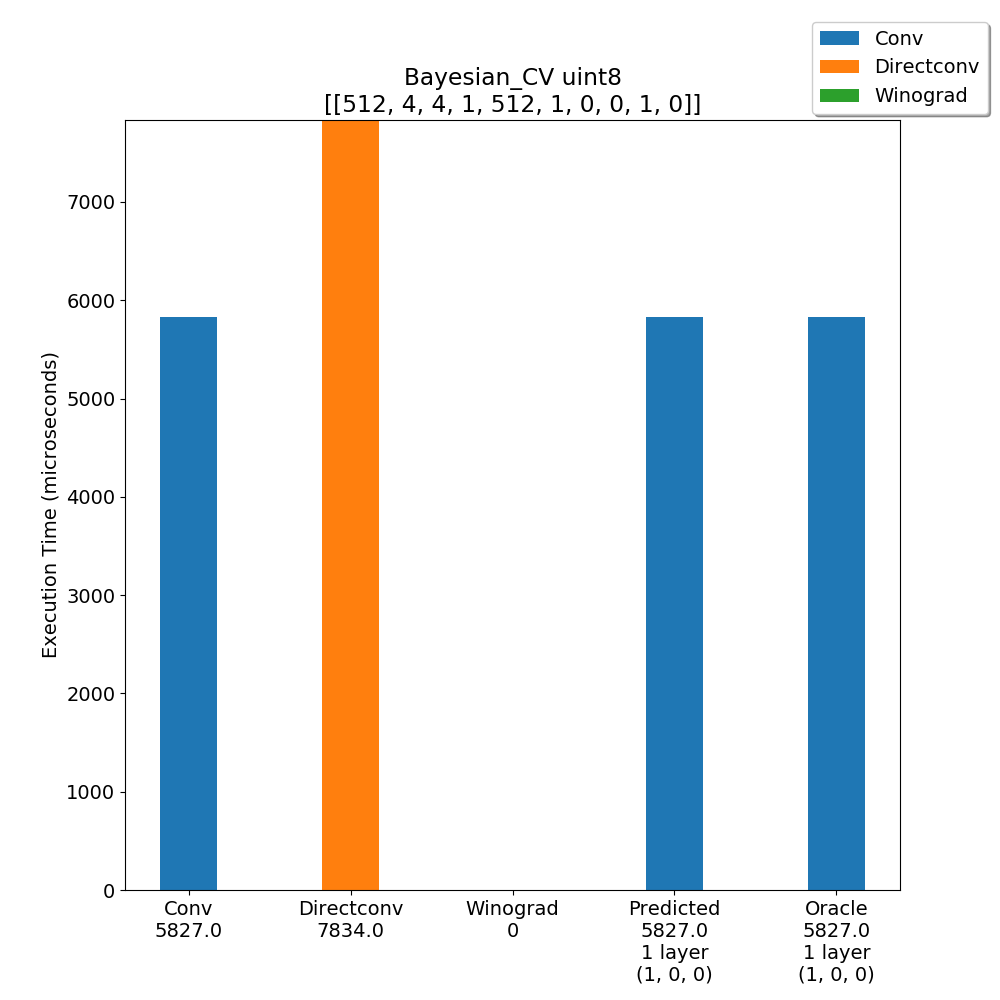 Conv
Directconv
Winograd
Bayesian_CV uint8
[[512, 4, 4, 1, 512, 1, 0, 0, 1, 0]]
Execution Time (microseconds)
7000
6000
5000
4000
3000
2000
1000
0
Conv
5827.0
Directconv
7834.0
Winograd
0
Predicted
5827.0
1 layer
(1, 0, 0)
Oracle
5827.0
1 layer
(1, 0, 0)